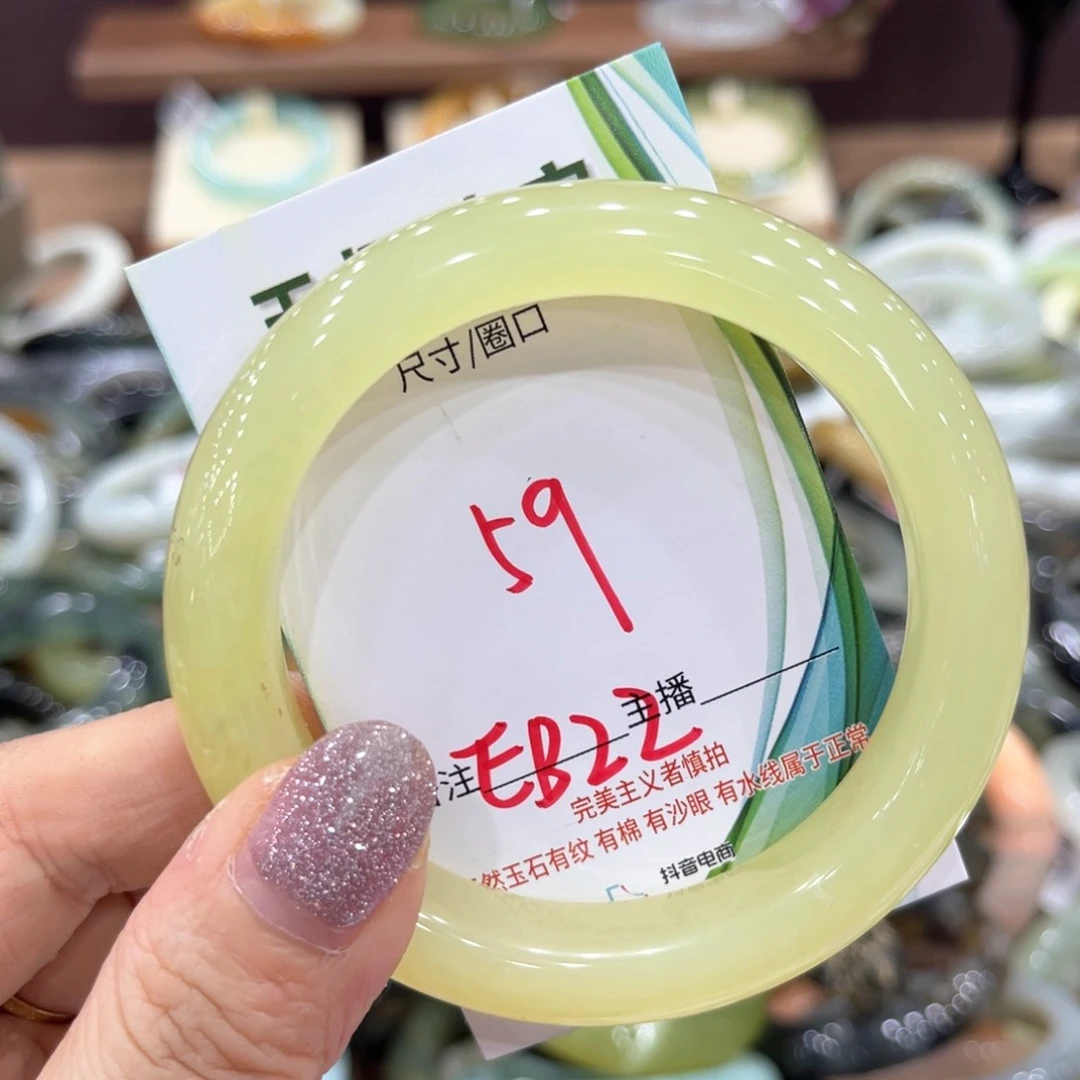 尺寸/圈口
59
主播
注 EB22
完美主义者慎拍
然玉石有纹 有棉 有沙眼 有水线属于正常
抖音电商